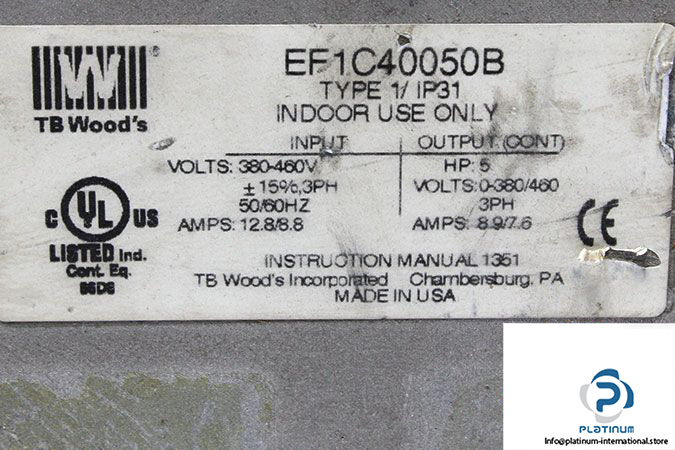 EF1C40050B
TYPE 1/ IP31
INDOOR USE ONLY
W
TB Wood's
INPUT
VOLTS: 380-460V
± 15%,3PH
50/60HZ
AMPS: 12.8/8.8
OUTPUT (CONT)
HP: 5
VOLTS:0-380/460
3PH
AMPS: 8.9/7.6
C UL US
LISTED Ind.
Cont. Eq.
CE
INSTRUCTION MANUAL 1351
TB Wood's Incorporated Chambersburg, PA
MADE IN USA
PLATINUM
Info@platinum-international.store